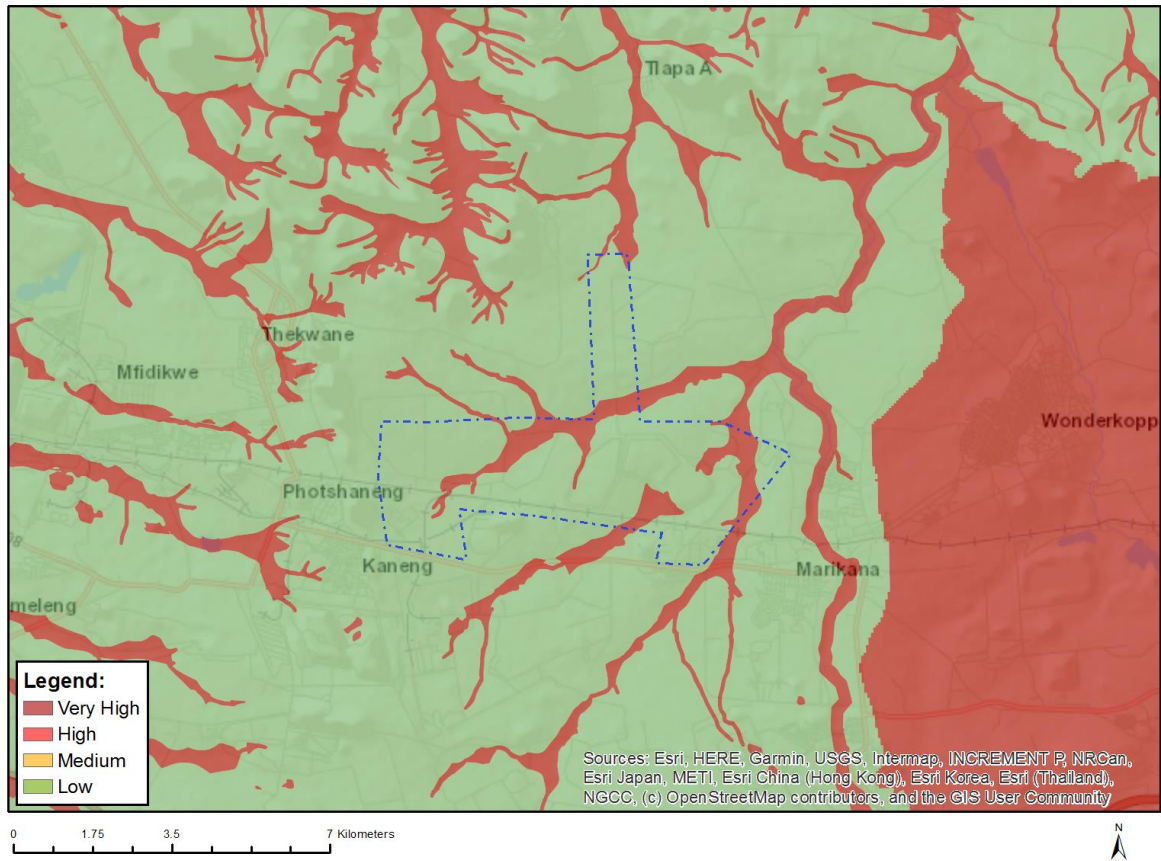 Tlapa A
Thekwane
Mfidikwe
Wonderkopp
Photshaneng
Kaneng
Marikana
meleng
Legend:
Very High
High
Medium
Low
Sources: Esri, HERE, Garmin, USGS, Intermap, INCREMENT P, NRCan,
Esri Japan, METI, Esri China (Hong Kong), Esri Korea, Esri (Thailand),
NGCC, (c) OpenStreetMap contributors, and the GIS User Community
0 1.75 3.5 7 Kilometers
N